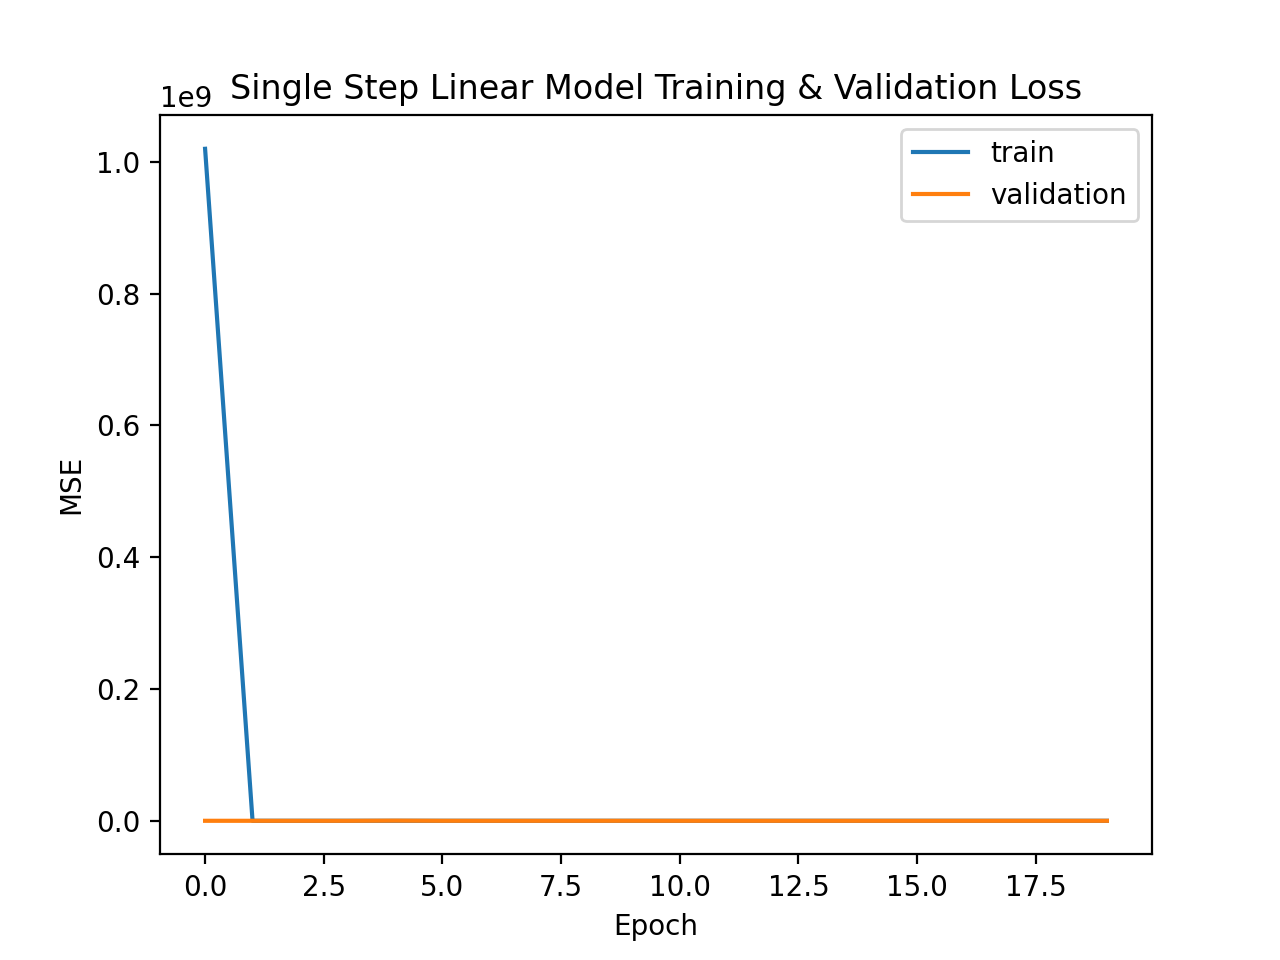 Single Step Linear Model Training & Validation Loss
1e9
train
validation
1.0
0.8
0.6
0.4
0.2
0.0
MSE
0.0 2.5 5.0 7.5 10.0 12.5 15.0 17.5
Epoch